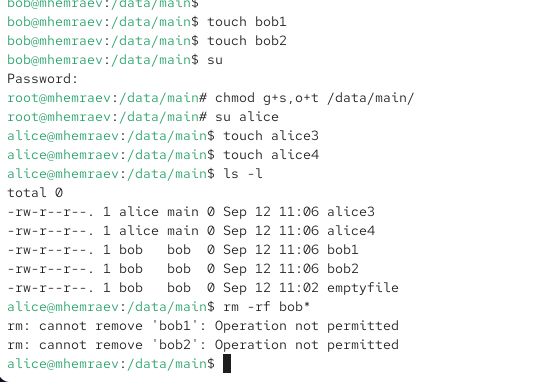 bob@mhemraev:/data/main$
bob@mhemraev:/data/main$ touch bob1
bob@mhemraev:/data/main$ touch bob2
bob@mhemraev:/data/main$ su
Password:
root@mhemraev:/data/main# chmod g+s,o+t /data/main/
root@mhemraev:/data/main# su alice
alice@mhemraev:/data/main$ touch alice3
alice@mhemraev:/data/main$ touch alice4
alice@mhemraev:/data/main$ ls -l
total 0
-rw-r--r--. 1 alice main 0 Sep 12 11:06 alice3
-rw-r--r--. 1 alice main 0 Sep 12 11:06 alice4
-rw-r--r--. 1 bob   bob  0 Sep 12 11:06 bob1
-rw-r--r--. 1 bob   bob  0 Sep 12 11:06 bob2
-rw-r--r--. 1 bob   bob  0 Sep 12 11:02 emptyfile
alice@mhemraev:/data/main$ rm -rf bob*
rm: cannot remove 'bob1': Operation not permitted
rm: cannot remove 'bob2': Operation not permitted
alice@mhemraev:/data/main$